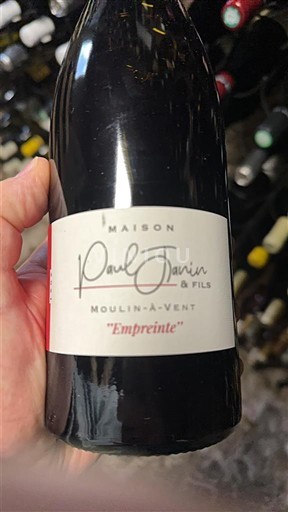 MAISON
Paul Janin
& FILS
MOULIN-À-VENT
"Empreinte"